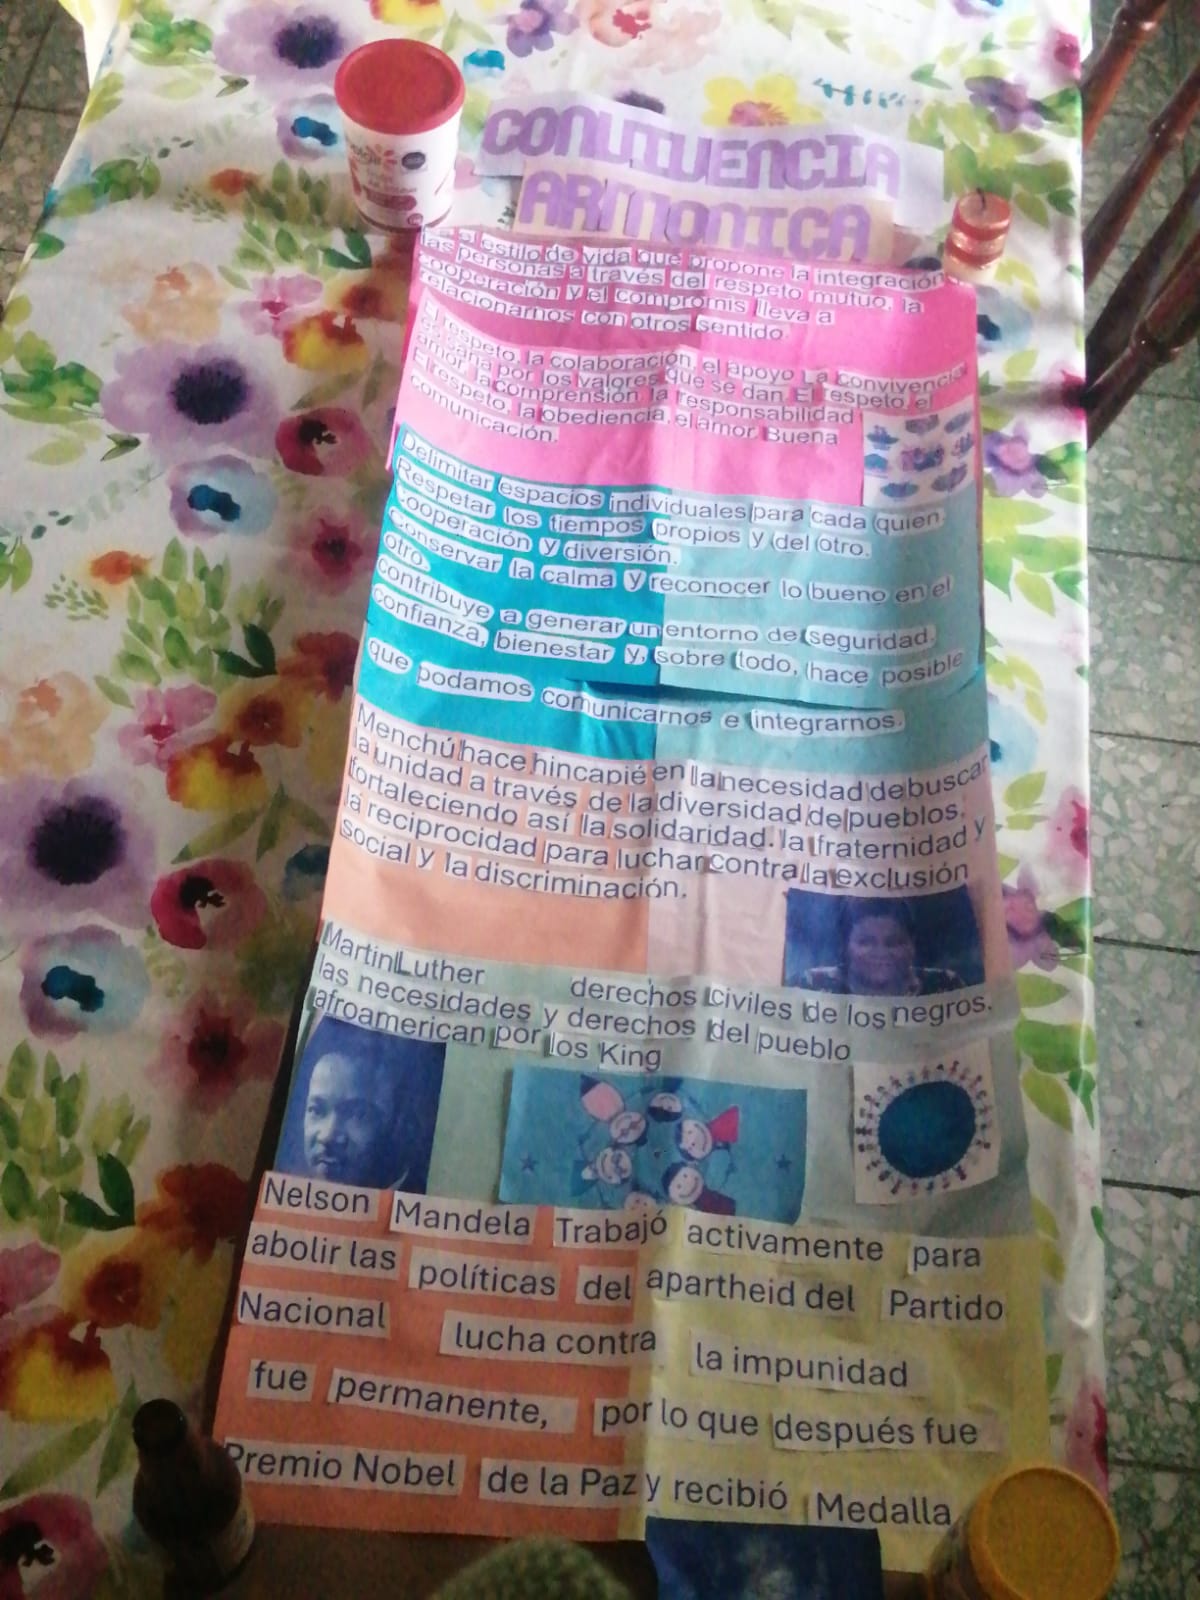 CONVIVENCIA
ARMONICA
el estilo de vida que propone la integración
las personas a través del respeto mutuo, la
cooperación y el compromis lleva a
relacionarnos con otros sentido.
El respeto, la colaboración, el apoyo La convivencia
se daría por los valores que se dan. El respeto, el
amor, la comprensión, la responsabilidad
El respeto, la obediencia, el amor Buena
comunicación.
Delimitar espacios individuales para cada quien.
Respetar los tiempos propios y del otro.
cooperación y diversión.
conservar la calma y reconocer lo bueno en el
otro.
contribuye a generar un entorno de seguridad.
confianza, bienestar y, sobre todo, hace posible
que podamos comunicarnos e integrarnos.
Menchú hace hincapié en la necesidad de buscar
la unidad a través de la diversidad de pueblos,
fortaleciendo así la solidaridad. la fraternidad y
la reciprocidad para luchar contra la exclusión
social y la discriminación.
Martin Luther derechos civiles de los negros.
las necesidades y derechos del pueblo
afroamerican por los King
Nelson Mandela Trabajó activamente para
abolir las políticas del apartheid del Partido
Nacional lucha contra la impunidad
fue permanente, por lo que después fue
Premio Nobel de la Paz y recibió Medalla